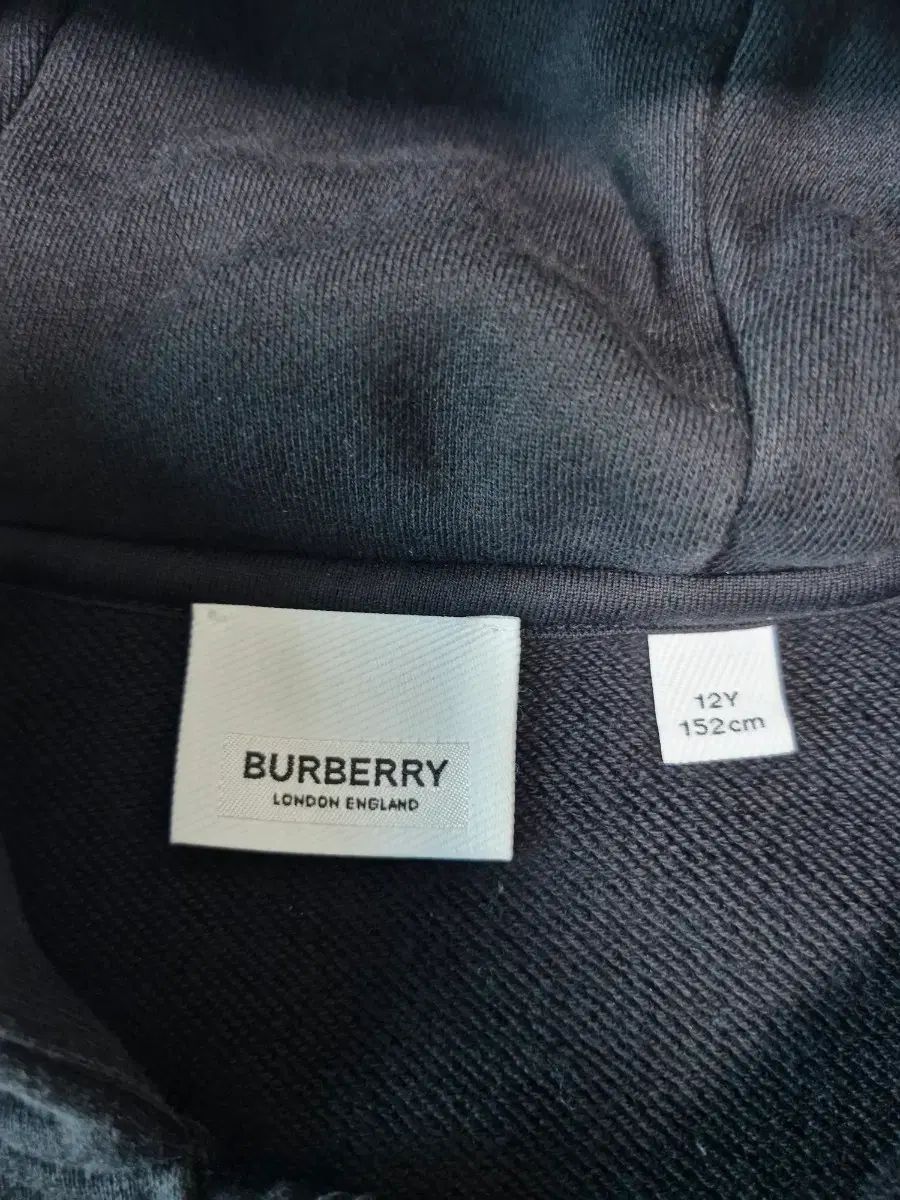 BURBERRY
LONDON ENGLAND
12Y
152cm